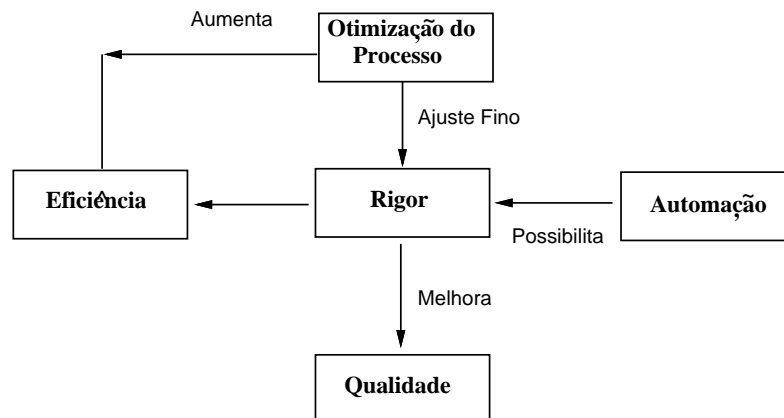 Aumenta
Otimização do
Processo
Ajuste Fino
Eficiência
Rigor
Automação
Possibilita
Melhora
Qualidade